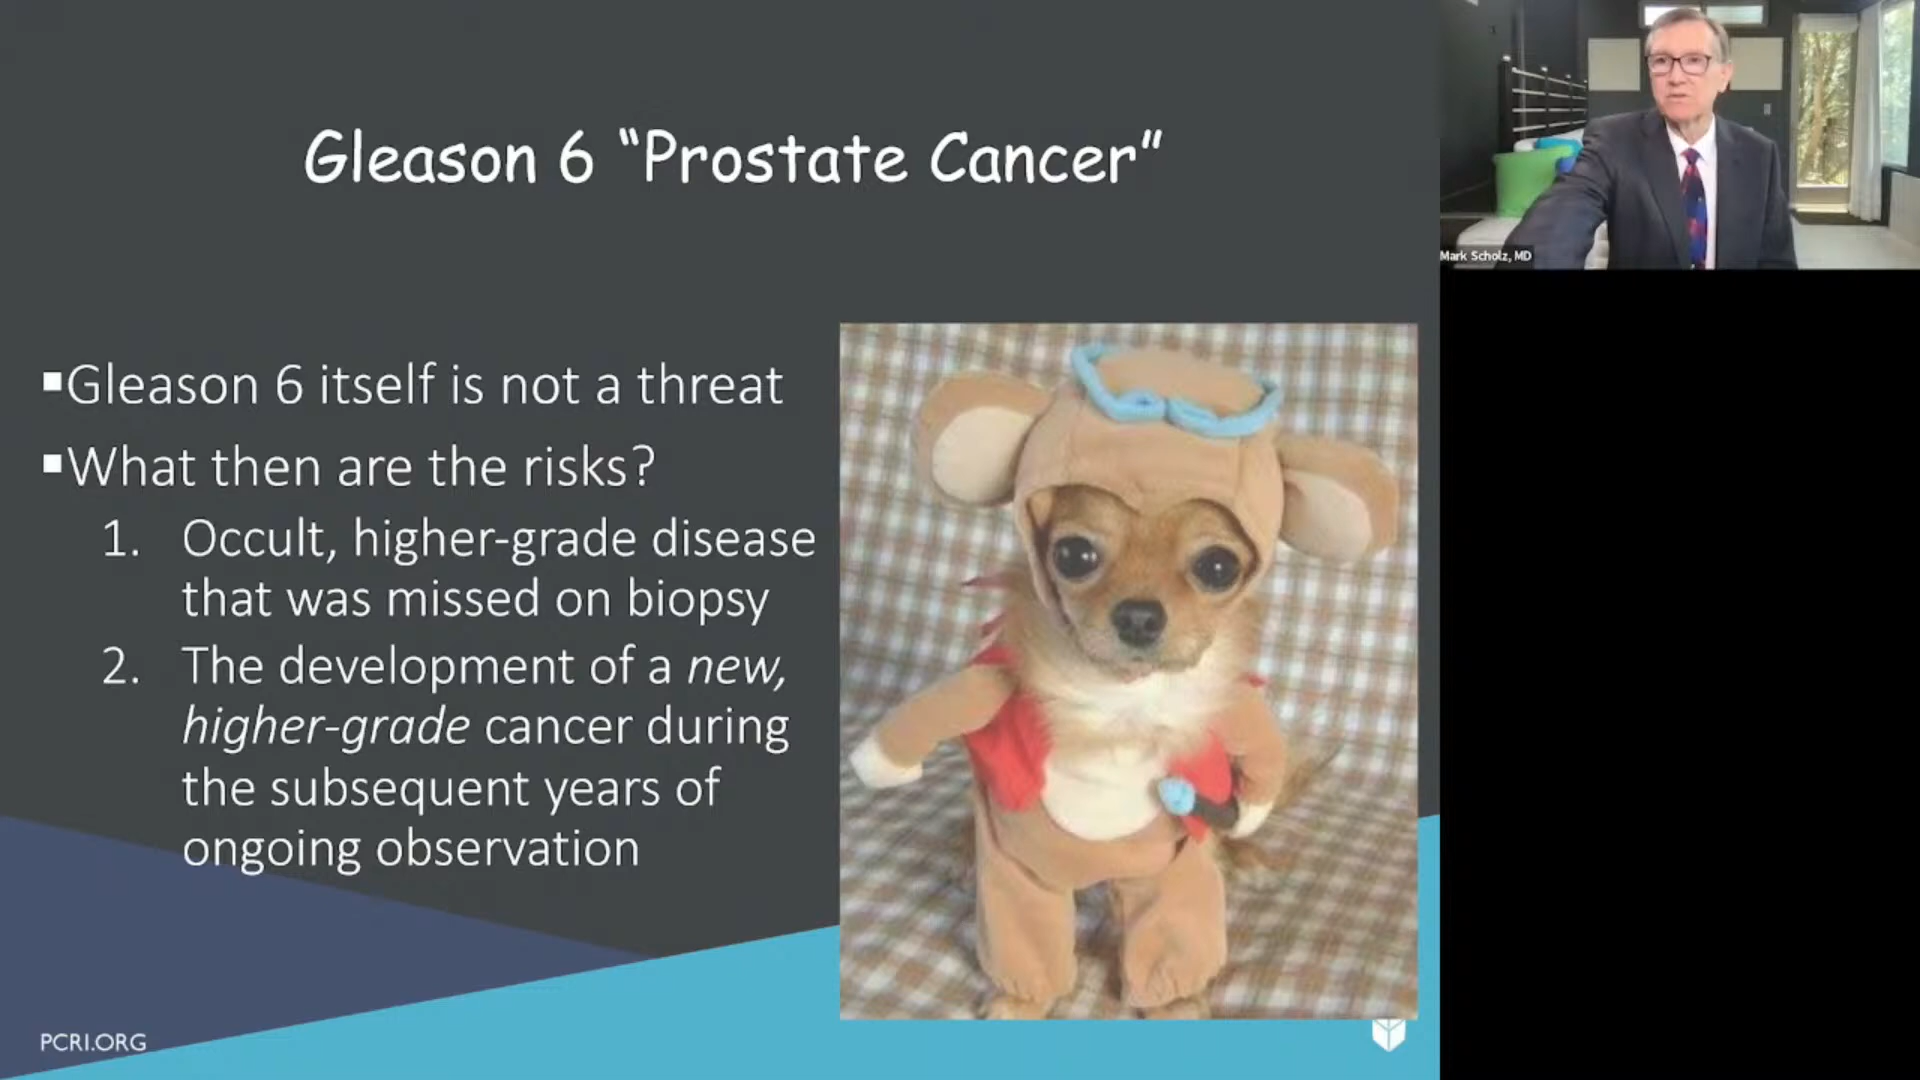 Gleason 6 “Prostate Cancer”
▪Gleason 6 itself is not a threat
▪What then are the risks?
1. Occult, higher-grade disease
that was missed on biopsy
2. The development of a new,
higher-grade cancer during
the subsequent years of
ongoing observation
PCRI.ORG
Mark Scholz, MD